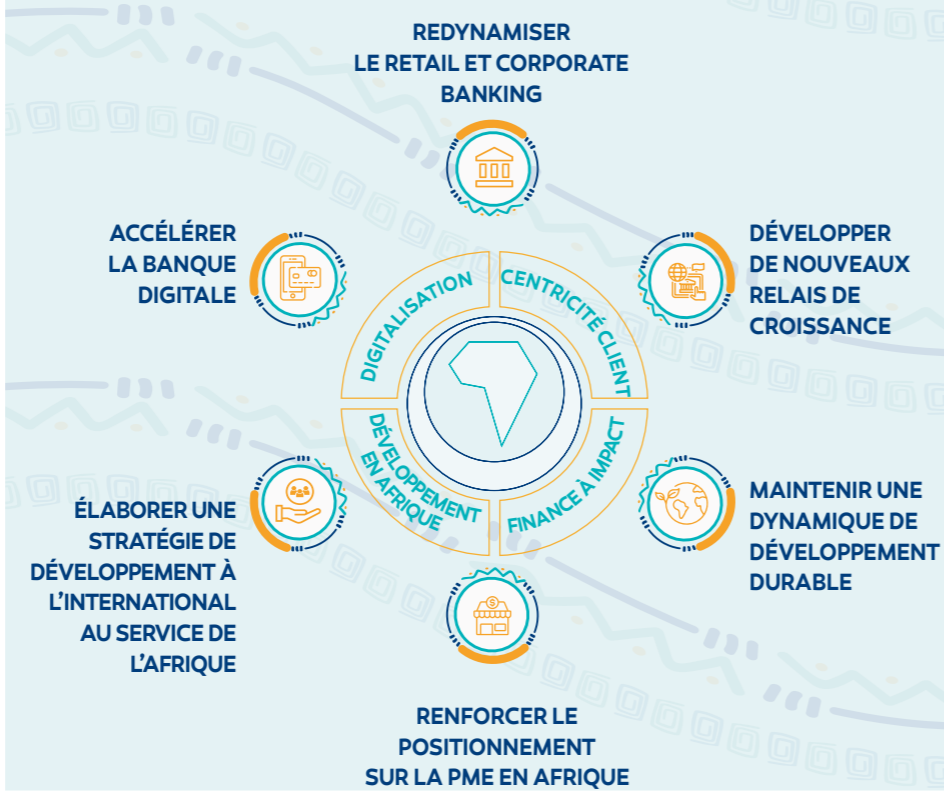 REDYNAMISER
LE RETAIL ET CORPORATE
BANKING
ACCÉLÉRER
LA BANQUE
DIGITALE
DÉVELOPPER
DE NOUVEAUX
RELAIS DE
CROISSANCE
DIGITALISATION
CENTRICITÉ CLIENT
DÉVELOPPEMENT
EN AFRIQUE
FINANCE À IMPACT
ÉLABORER UNE
STRATÉGIE DE
DÉVELOPPEMENT À
L’INTERNATIONAL
AU SERVICE DE
L’AFRIQUE
MAINTENIR UNE
DYNAMIQUE DE
DÉVELOPPEMENT
DURABLE
RENFORCER LE
POSITIONNEMENT
SUR LA PME EN AFRIQUE